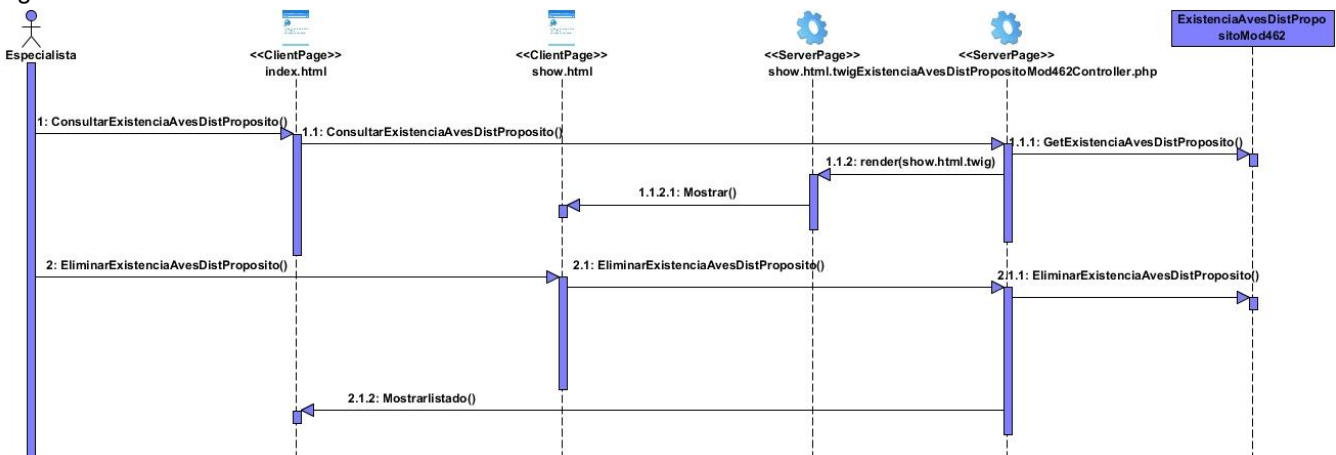 Especialista
<<ClientPage>>
index.html
<<ClientPage>>
show.html
<<ServerPage>>
show.html.twig
<<ServerPage>>
ExistenciaAvesDistPropositoMod462Controller.php
ExistenciaAvesDistPropo
sitoMod462
1: ConsultarExistenciaAvesDistProposito()
1.1: ConsultarExistenciaAvesDistProposito()
1.1.1: GetExistenciaAvesDistProposito()
1.1.2: render(show.html.twig)
1.1.2.1: Mostrar()
2: EliminarExistenciaAvesDistProposito()
2.1: EliminarExistenciaAvesDistProposito()
2.1.1: EliminarExistenciaAvesDistProposito()
2.1.2: Mostrarlistado()